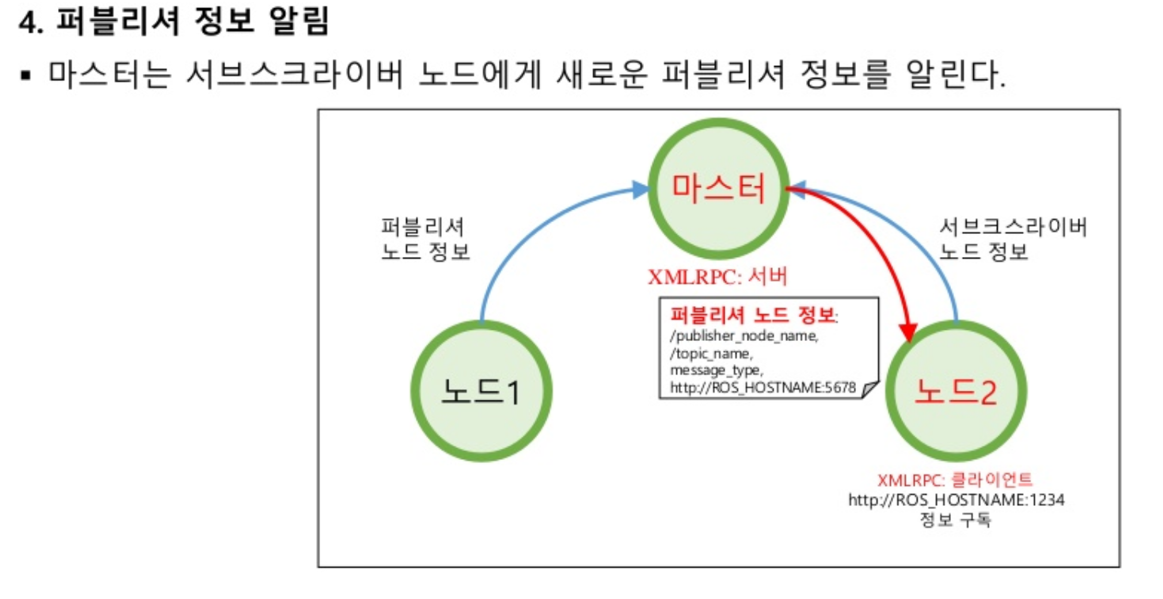 4. 퍼블리셔 정보 알림
▪ 마스터는 서브스크라이버 노드에게 새로운 퍼블리셔 정보를 알린다.
마스터
퍼블리셔
노드 정보
서브크스라이버
노드 정보
XMLRPC: 서버
퍼블리셔 노드 정보:
/publisher_node_name,
/topic_name,
message_type,
http://ROS_HOSTNAME:5678
노드1
노드2
XMLRPC: 클라이언트
http://ROS_HOSTNAME:1234
정보 구독